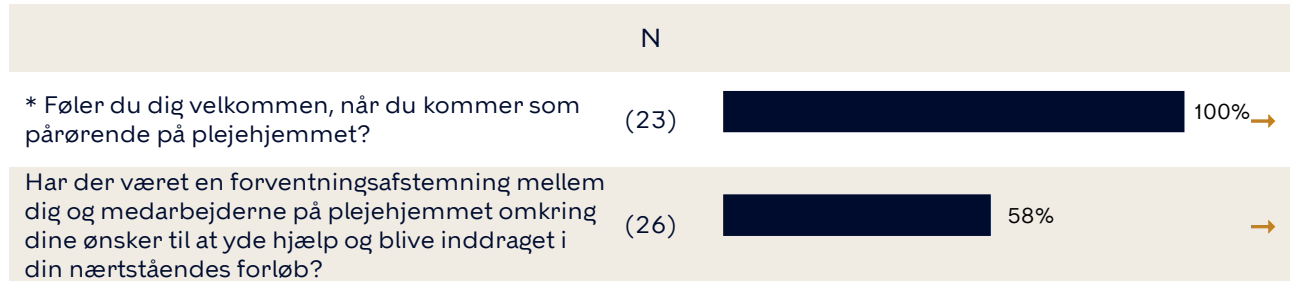 N
* Føler du dig velkommen, når du kommer som
pårørende på plejehjemmet?
(23)
100%→
Har der været en forventningsafstemning mellem
dig og medarbejderne på plejehjemmet omkring
dine ønsker til at yde hjælp og blive inddraget i
din nærtståendes forløb?
(26)
58%
→